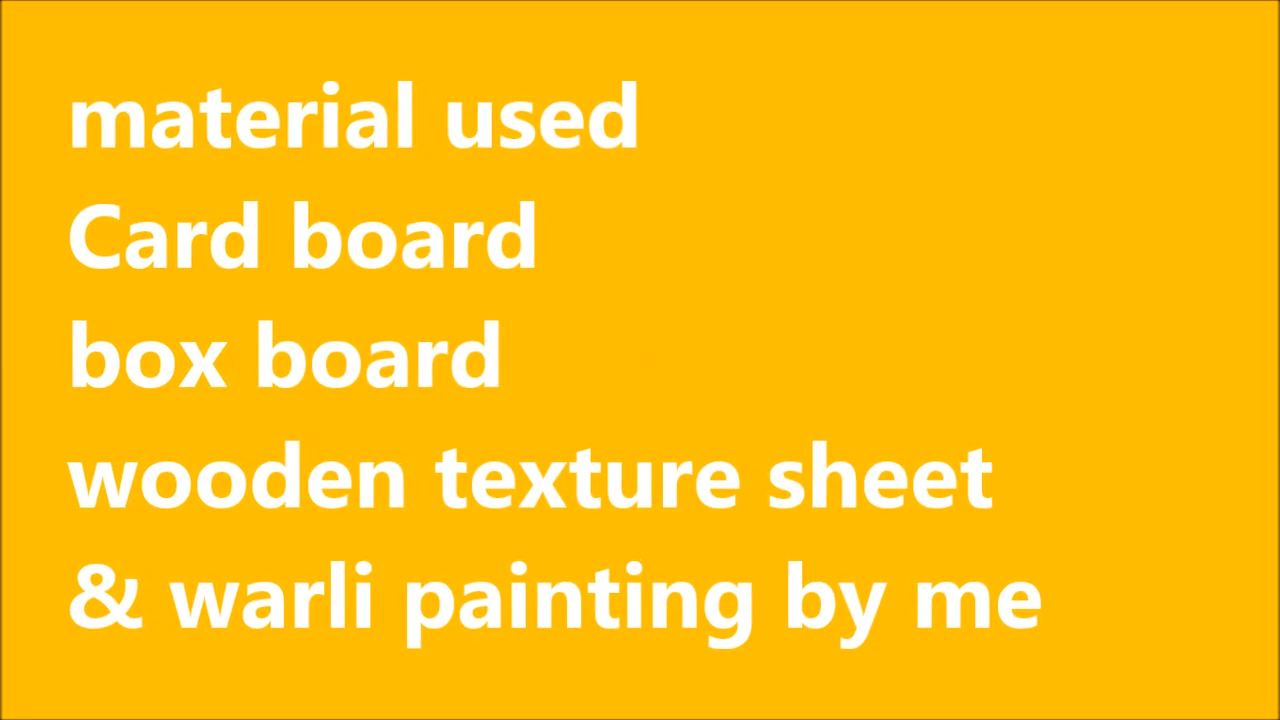 material used
Card board
box board
wooden texture sheet
& warli painting by me